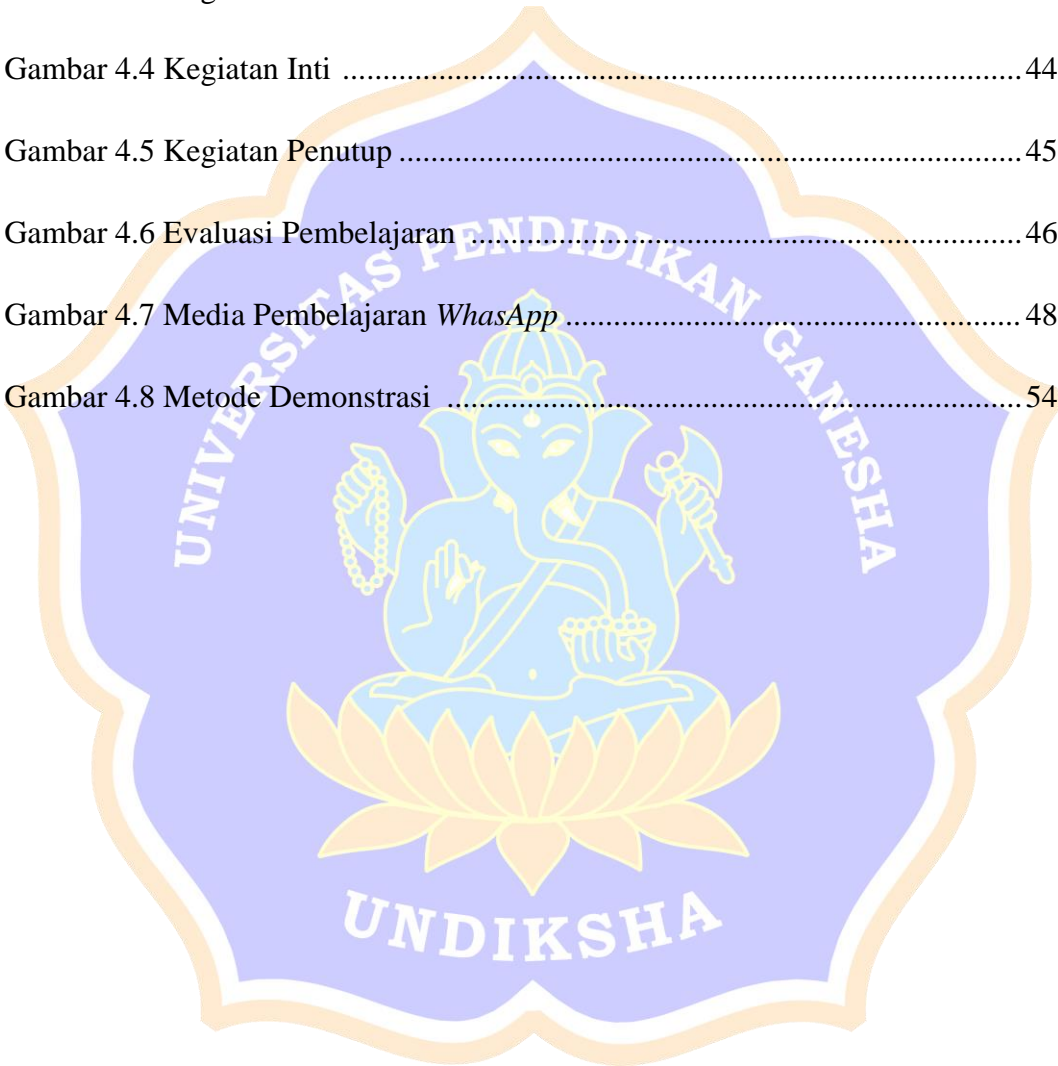 Gambar 4.4 Kegiatan Inti ........................................................................................ 44
Gambar 4.5 Kegiatan Penutup ................................................................................ 45
Gambar 4.6 Evaluasi Pembelajaran ....................................................................... 46
Gambar 4.7 Media Pembelajaran WhasApp ........................................................... 48
Gambar 4.8 Metode Demonstrasi .......................................................................... 54
UNIVERSITAS PENDIDIKAN GANESHA
UNDIKSHA